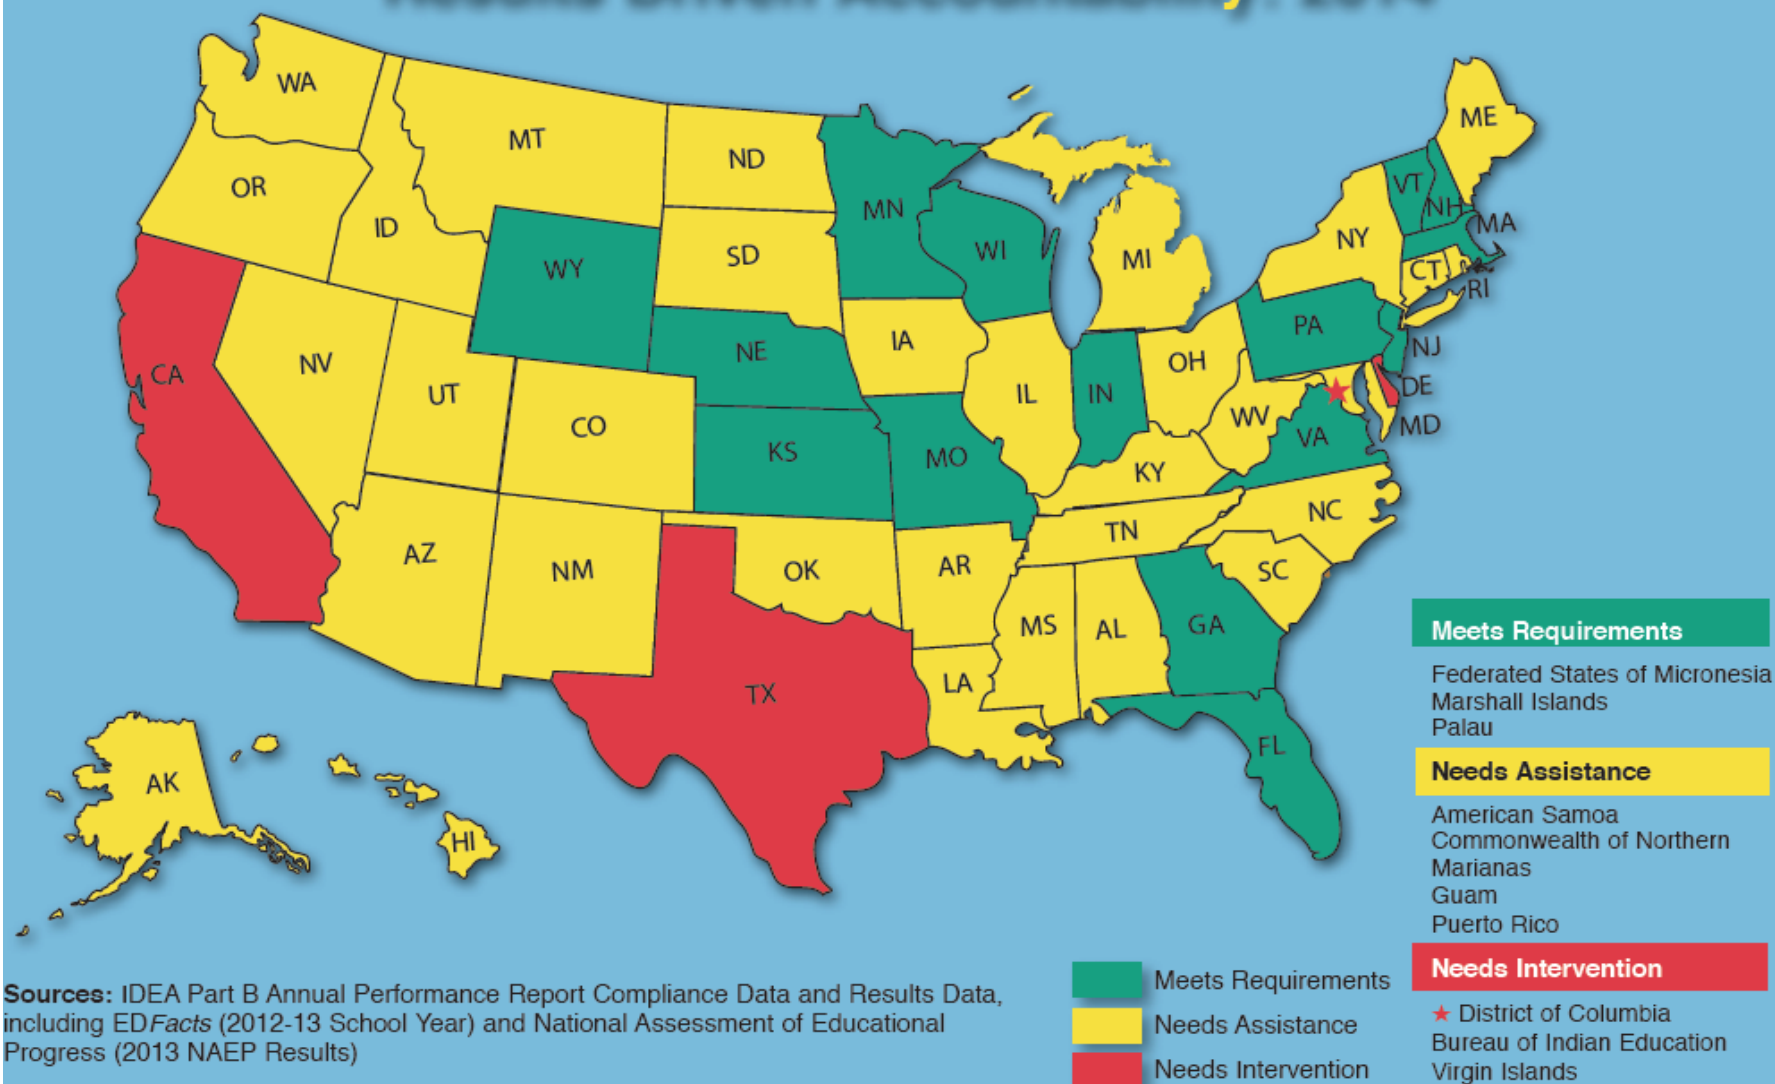 Results Driven Accountability: 2014
WA
MT
ND
ME
OR
ID
MN
VT
NH
MA
WY
SD
WI
MI
NY
CT
RI
NV
NE
IA
PA
NJ
CA
UT
CO
IL
IN
OH
DE
KS
MO
WV
VA
MD
KY
AZ
NM
OK
AR
TN
NC
SC
TX
LA
MS
AL
GA
FL
AK
HI
Meets Requirements
Federated States of Micronesia
Marshall Islands
Palau
Needs Assistance
American Samoa
Commonwealth of Northern
Marianas
Guam
Puerto Rico
Needs Intervention
District of Columbia
Bureau of Indian Education
Virgin Islands
Meets Requirements
Needs Assistance
Needs Intervention
Sources: IDEA Part B Annual Performance Report Compliance Data and Results Data,
including EDFacts (2012-13 School Year) and National Assessment of Educational
Progress (2013 NAEP Results)